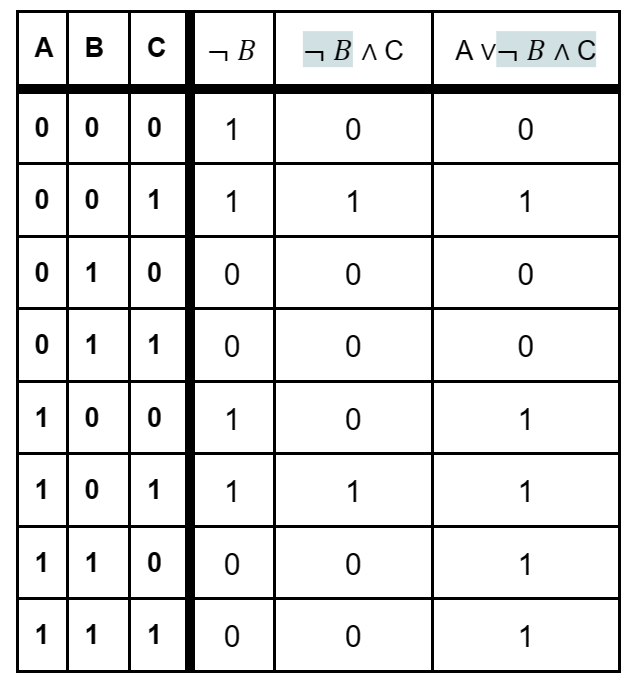 A B C ¬ B ¬ B ∧ C A ∨ ¬ B ∧ C
0 0 0 1 0 0
0 0 1 1 1 1
0 1 0 0 0 0
0 1 1 0 0 0
1 0 0 1 0 1
1 0 1 1 1 1
1 1 0 0 0 1
1 1 1 0 0 1